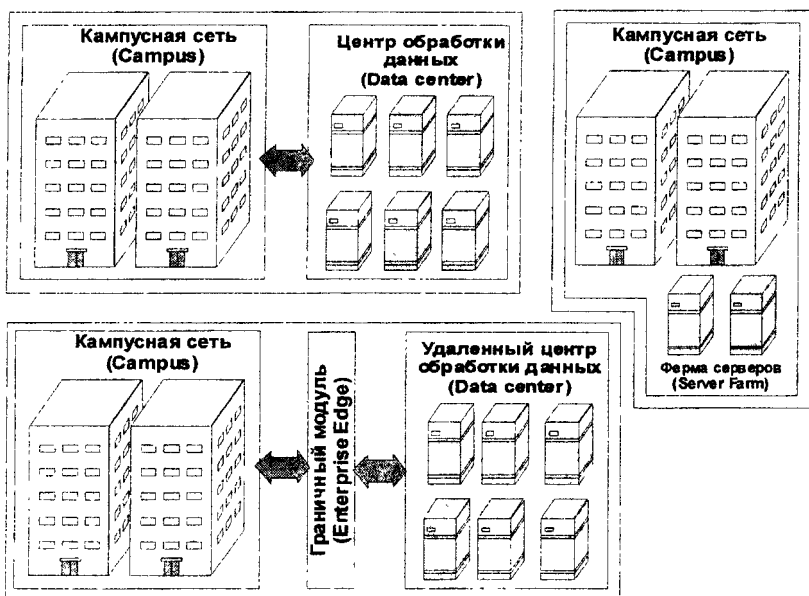 Кампусная сеть
(Campus)
Центр обработки
данных
(Data center)
Кампусная сеть
(Campus)
Ферма серверов
(Server Farm)
Кампусная сеть
(Campus)
Граничный модуль
(Enterprise Edge)
Удаленный центр
обработки данных
(Data center)